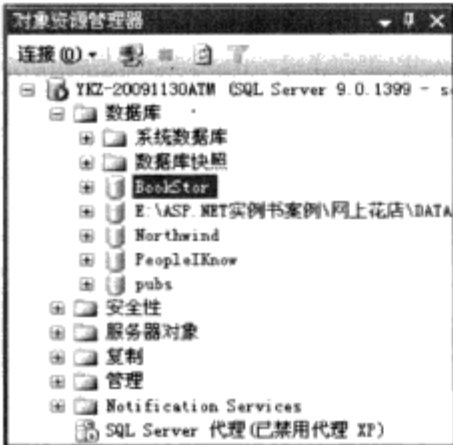 对象资源管理器
连接(O)
YKZ-20091130ATM (SQL Server 9.0.1399 - s
数据库
系统数据库
数据库快照
BookStor
E:\ASP.NET实例书案例\网上花店\DATA
Northwind
PeopleIKnow
pubs
安全性
服务器对象
复制
管理
Notification Services
SQL Server 代理(已禁用代理 XP)